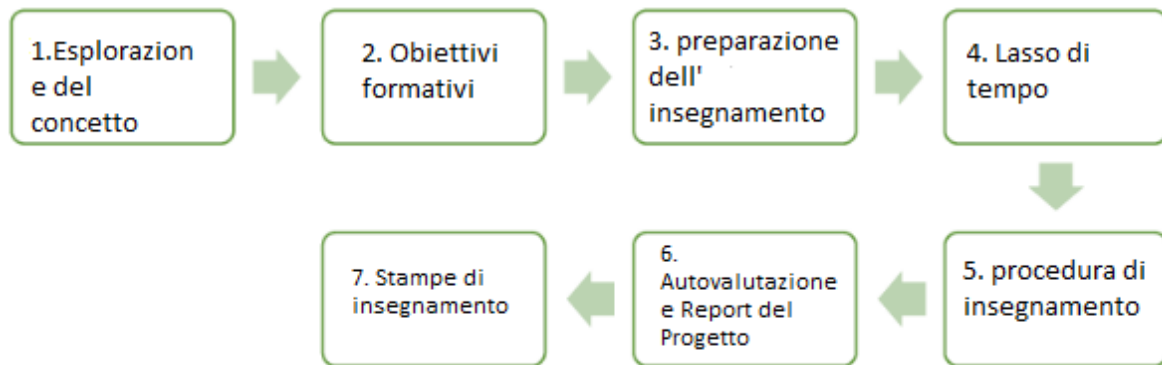 1.Esplorazion
e del
concetto
2. Obiettivi
formativi
3. preparazione
dell'
insegnamento
4. Lasso di
tempo
5. procedura di
insegnamento
6.
Autovalutazione
e Report del
Progetto
7. Stampe di
insegnamento